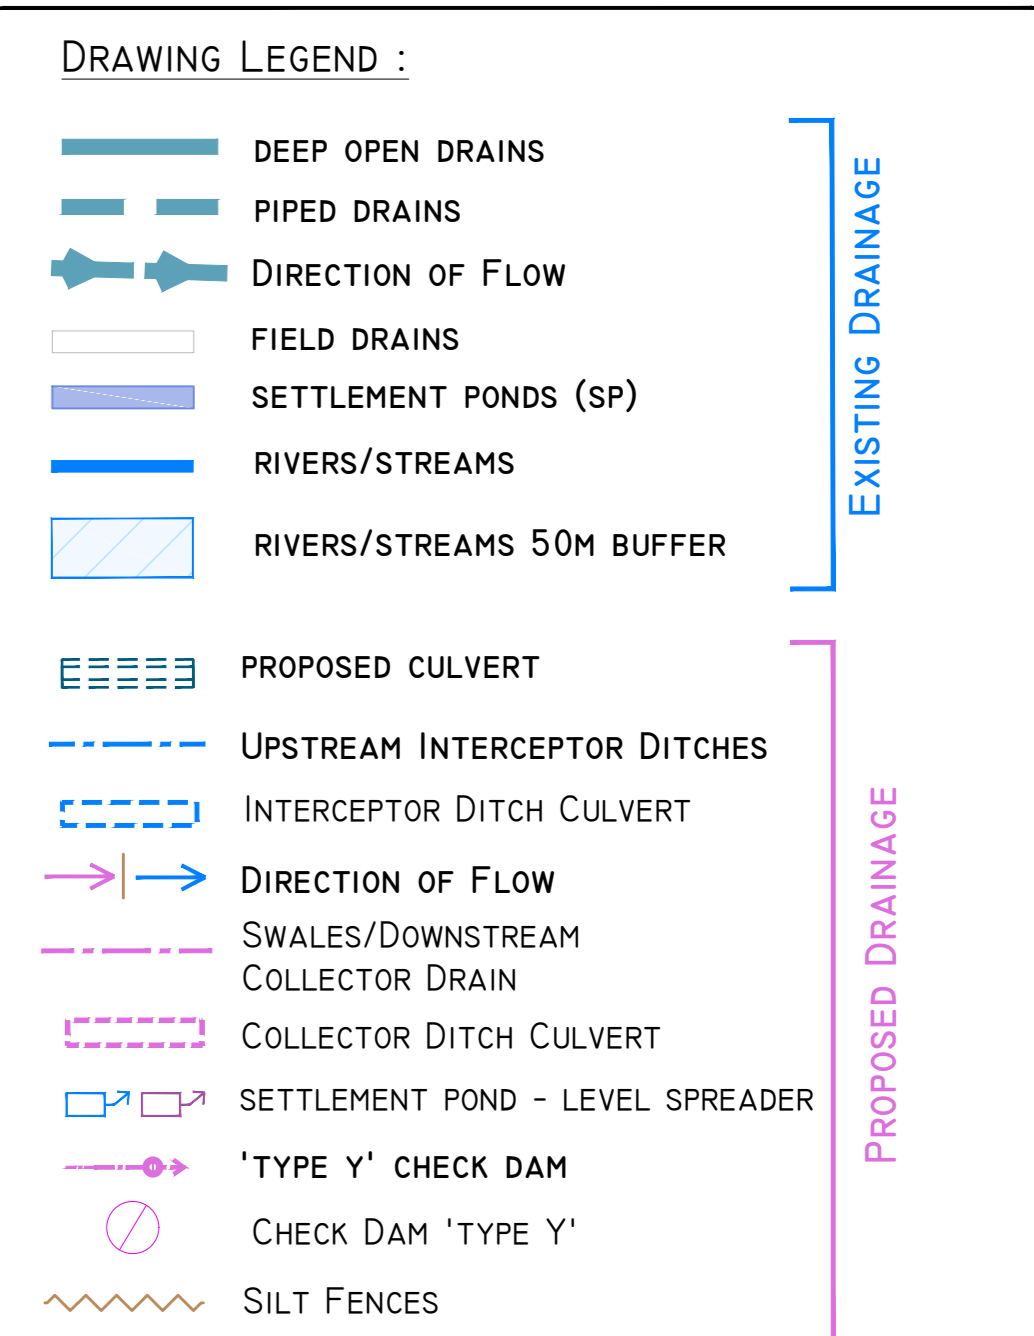 DRAWING LEGEND :
DEEP OPEN DRAINS
PIPED DRAINS
DIRECTION OF FLOW
FIELD DRAINS
SETTLEMENT PONDS (SP)
RIVERS/STREAMS
RIVERS/STREAMS 50M BUFFER
EXISTING DRAINAGE
PROPOSED CULVERT
UPSTREAM INTERCEPTOR DITCHES
INTERCEPTOR DITCH CULVERT
DIRECTION OF FLOW
SWALES/DOWNSTREAM
COLLECTOR DRAIN
COLLECTOR DITCH CULVERT
SETTLEMENT POND - LEVEL SPREADER
'TYPE Y' CHECK DAM
CHECK DAM 'TYPE Y'
SILT FENCES
PROPOSED DRAINAGE